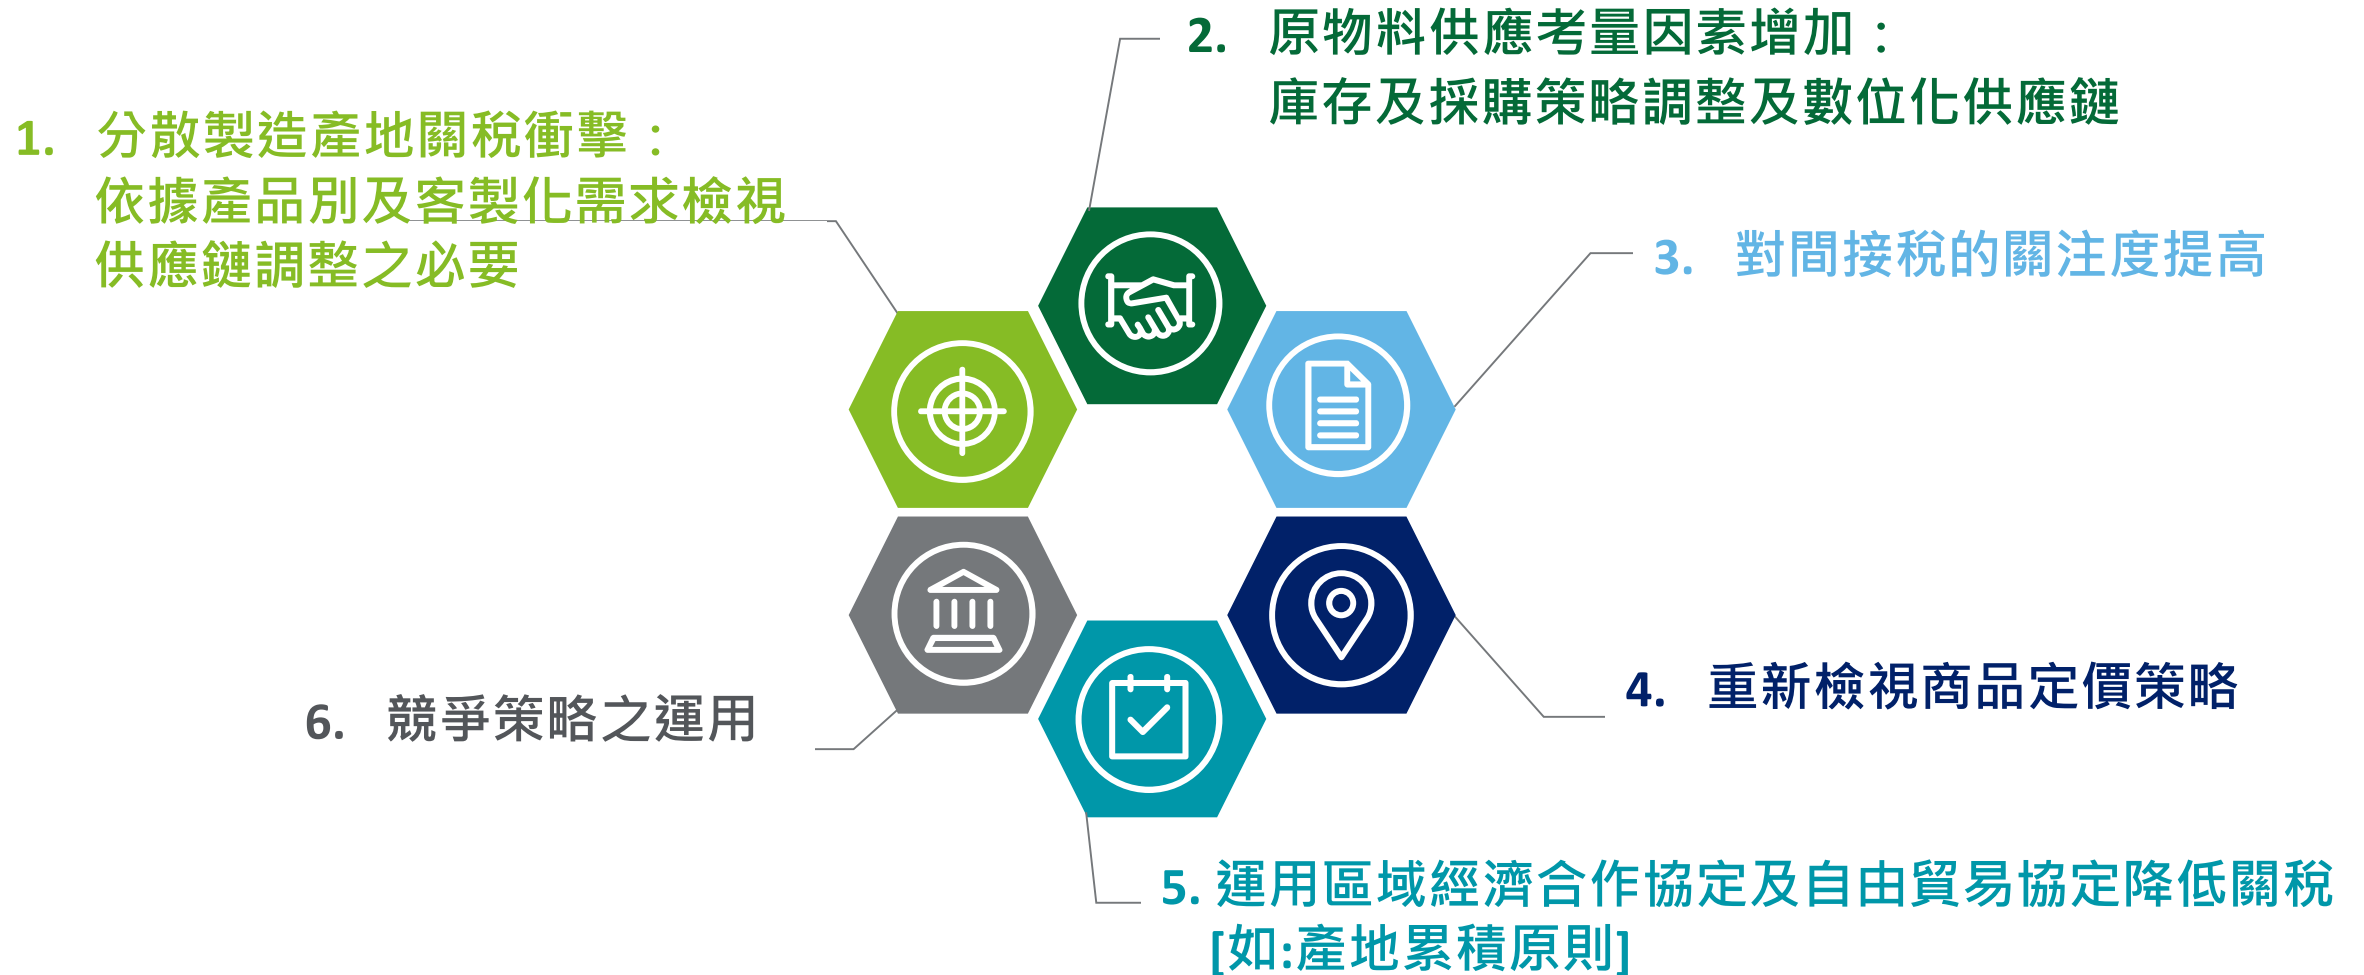 1. 分散製造產地關稅衝擊：
依據產品別及客製化需求檢視
供應鏈調整之必要
2. 原物料供應考量因素增加：
庫存及採購策略調整及數位化供應鏈
3. 對間接稅的關注度提高
4. 重新檢視商品定價策略
5. 運用區域經濟合作協定及自由貿易協定降低關稅
[如:產地累積原則]
6. 競爭策略之運用